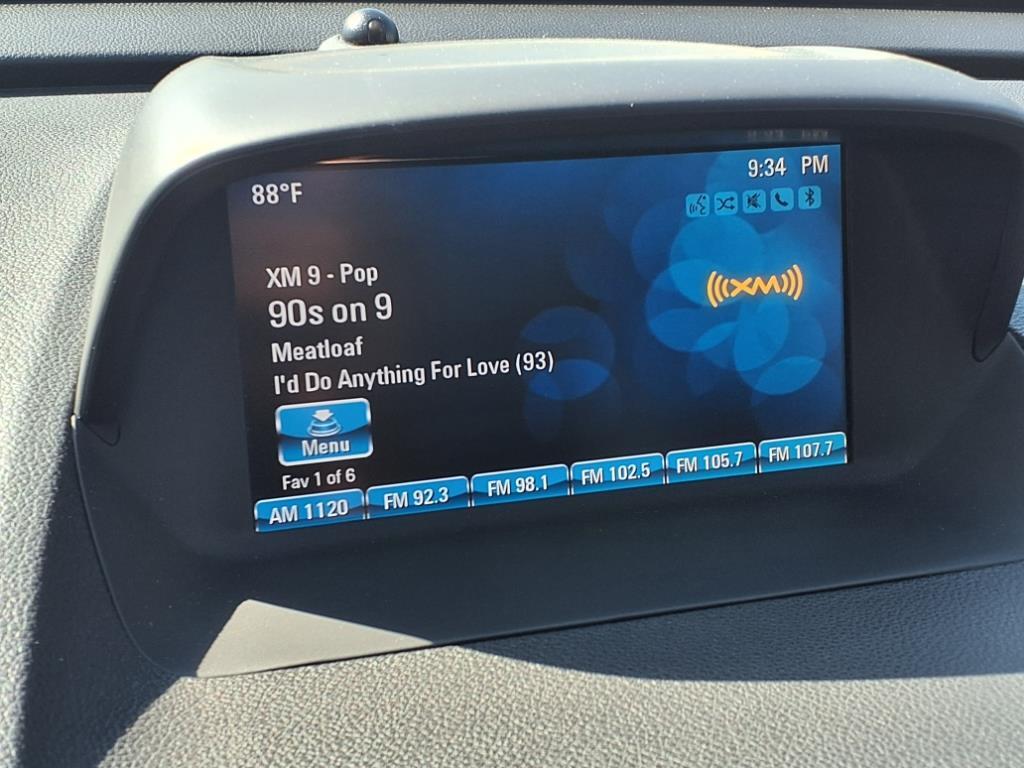 88°F
9:34 PM
XM 9 - Pop
90s on 9
Meatloaf
I'd Do Anything For Love (93)
((XM))
Menu
Fav 1 of 6
AM 1120
FM 92.3
FM 98.1
FM 102.5
FM 105.7
FM 107.7